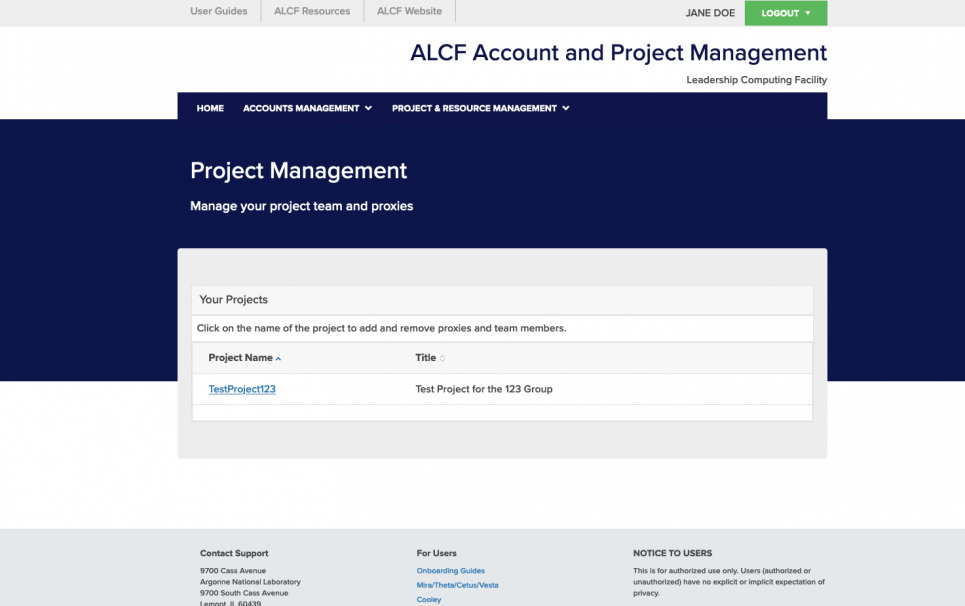 User Guides
ALCF Resources
ALCF Website
JANE DOE
LOGOUT
ALCF Account and Project Management
Leadership Computing Facility
HOME
ACCOUNTS MANAGEMENT
PROJECT & RESOURCE MANAGEMENT
Project Management
Manage your project team and proxies
Your Projects
Click on the name of the project to add and remove proxies and team members.
Project Name
Title
TestProject123
Test Project for the 123 Group
Contact Support
9700 Cass Avenue
Argonne National Laboratory
9700 South Cass Avenue
Lemont, IL 60439
For Users
Onboarding Guides
Mira/Theta/Cetus/Vesta
Cooley
NOTICE TO USERS
This is for authorized use only. Users (authorized or
unauthorized) have no explicit or implicit expectation of
privacy.